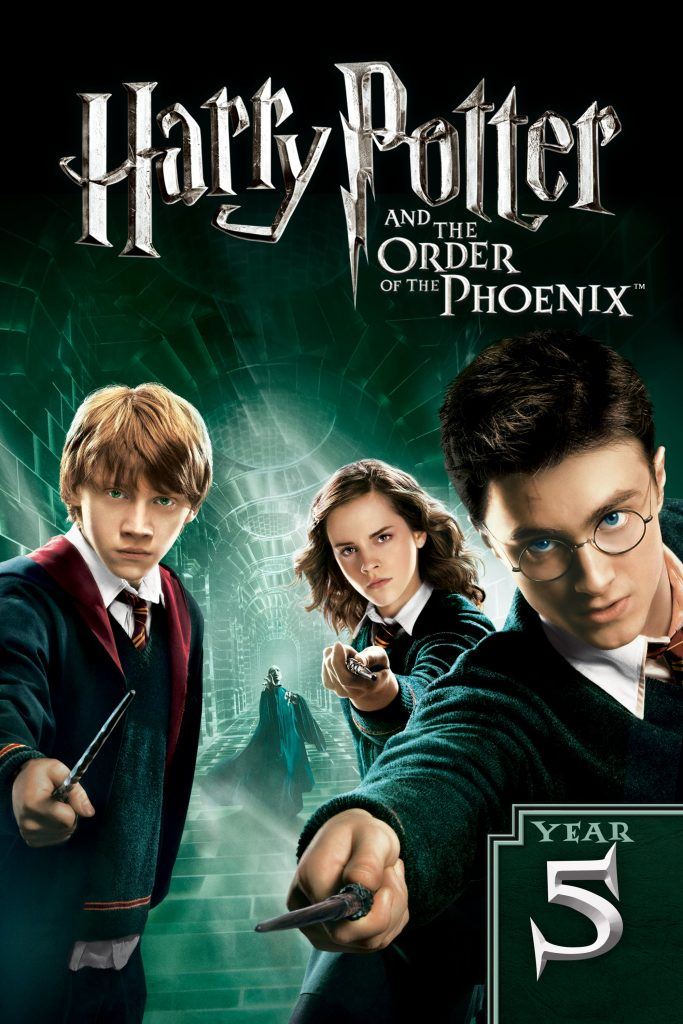 Harry Potter
AND THE
ORDER
OF THE PHOENIX™
YEAR
5